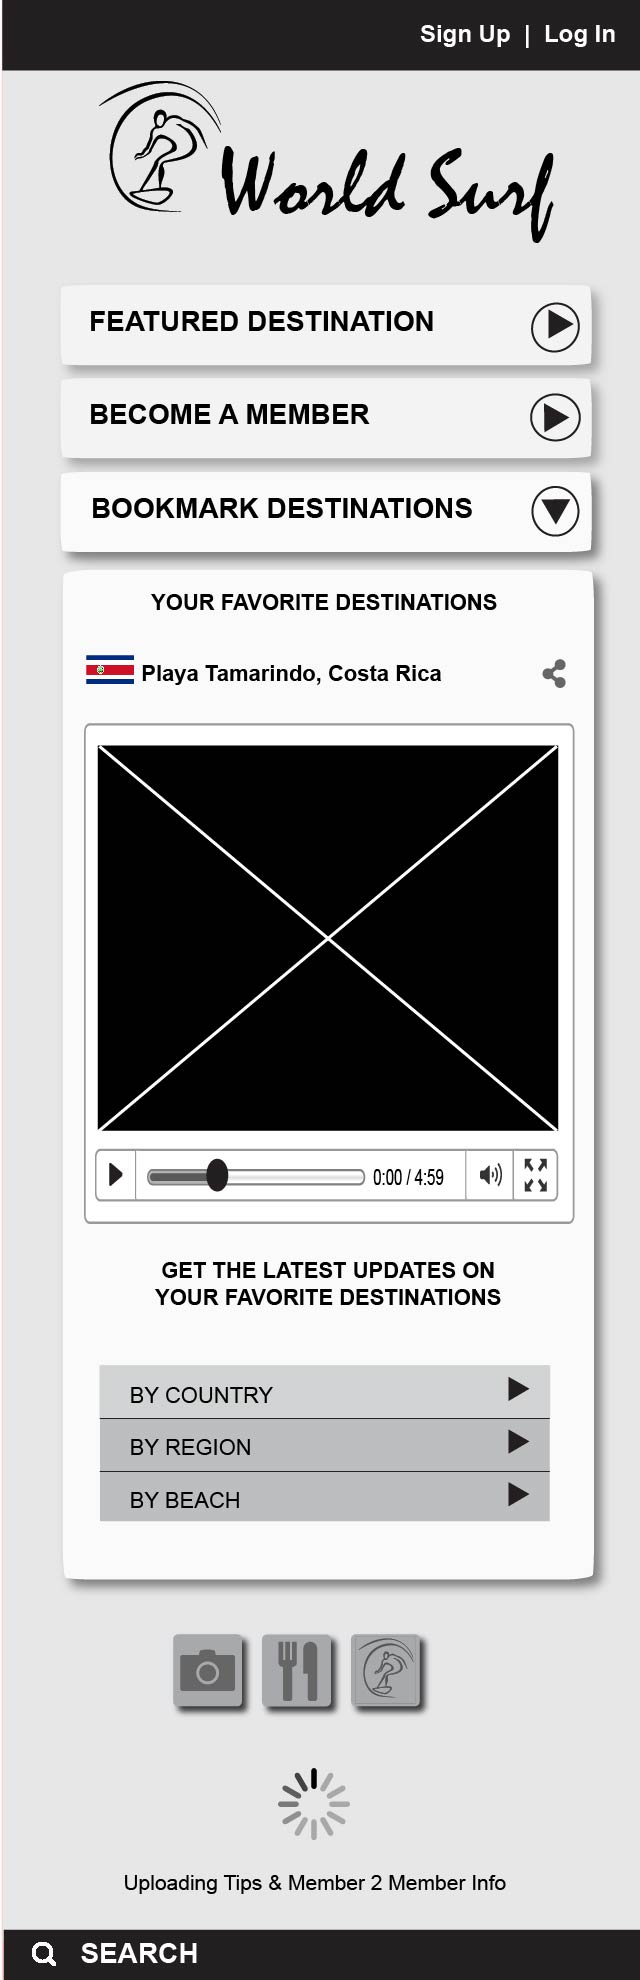 Sign Up | Log In
World Surf
FEATURED DESTINATION
BECOME A MEMBER
BOOKMARK DESTINATIONS
YOUR FAVORITE DESTINATIONS
Playa Tamarindo, Costa Rica
0:00 / 4:59
GET THE LATEST UPDATES ON
YOUR FAVORITE DESTINATIONS
BY COUNTRY
BY REGION
BY BEACH
Uploading Tips & Member 2 Member Info
SEARCH